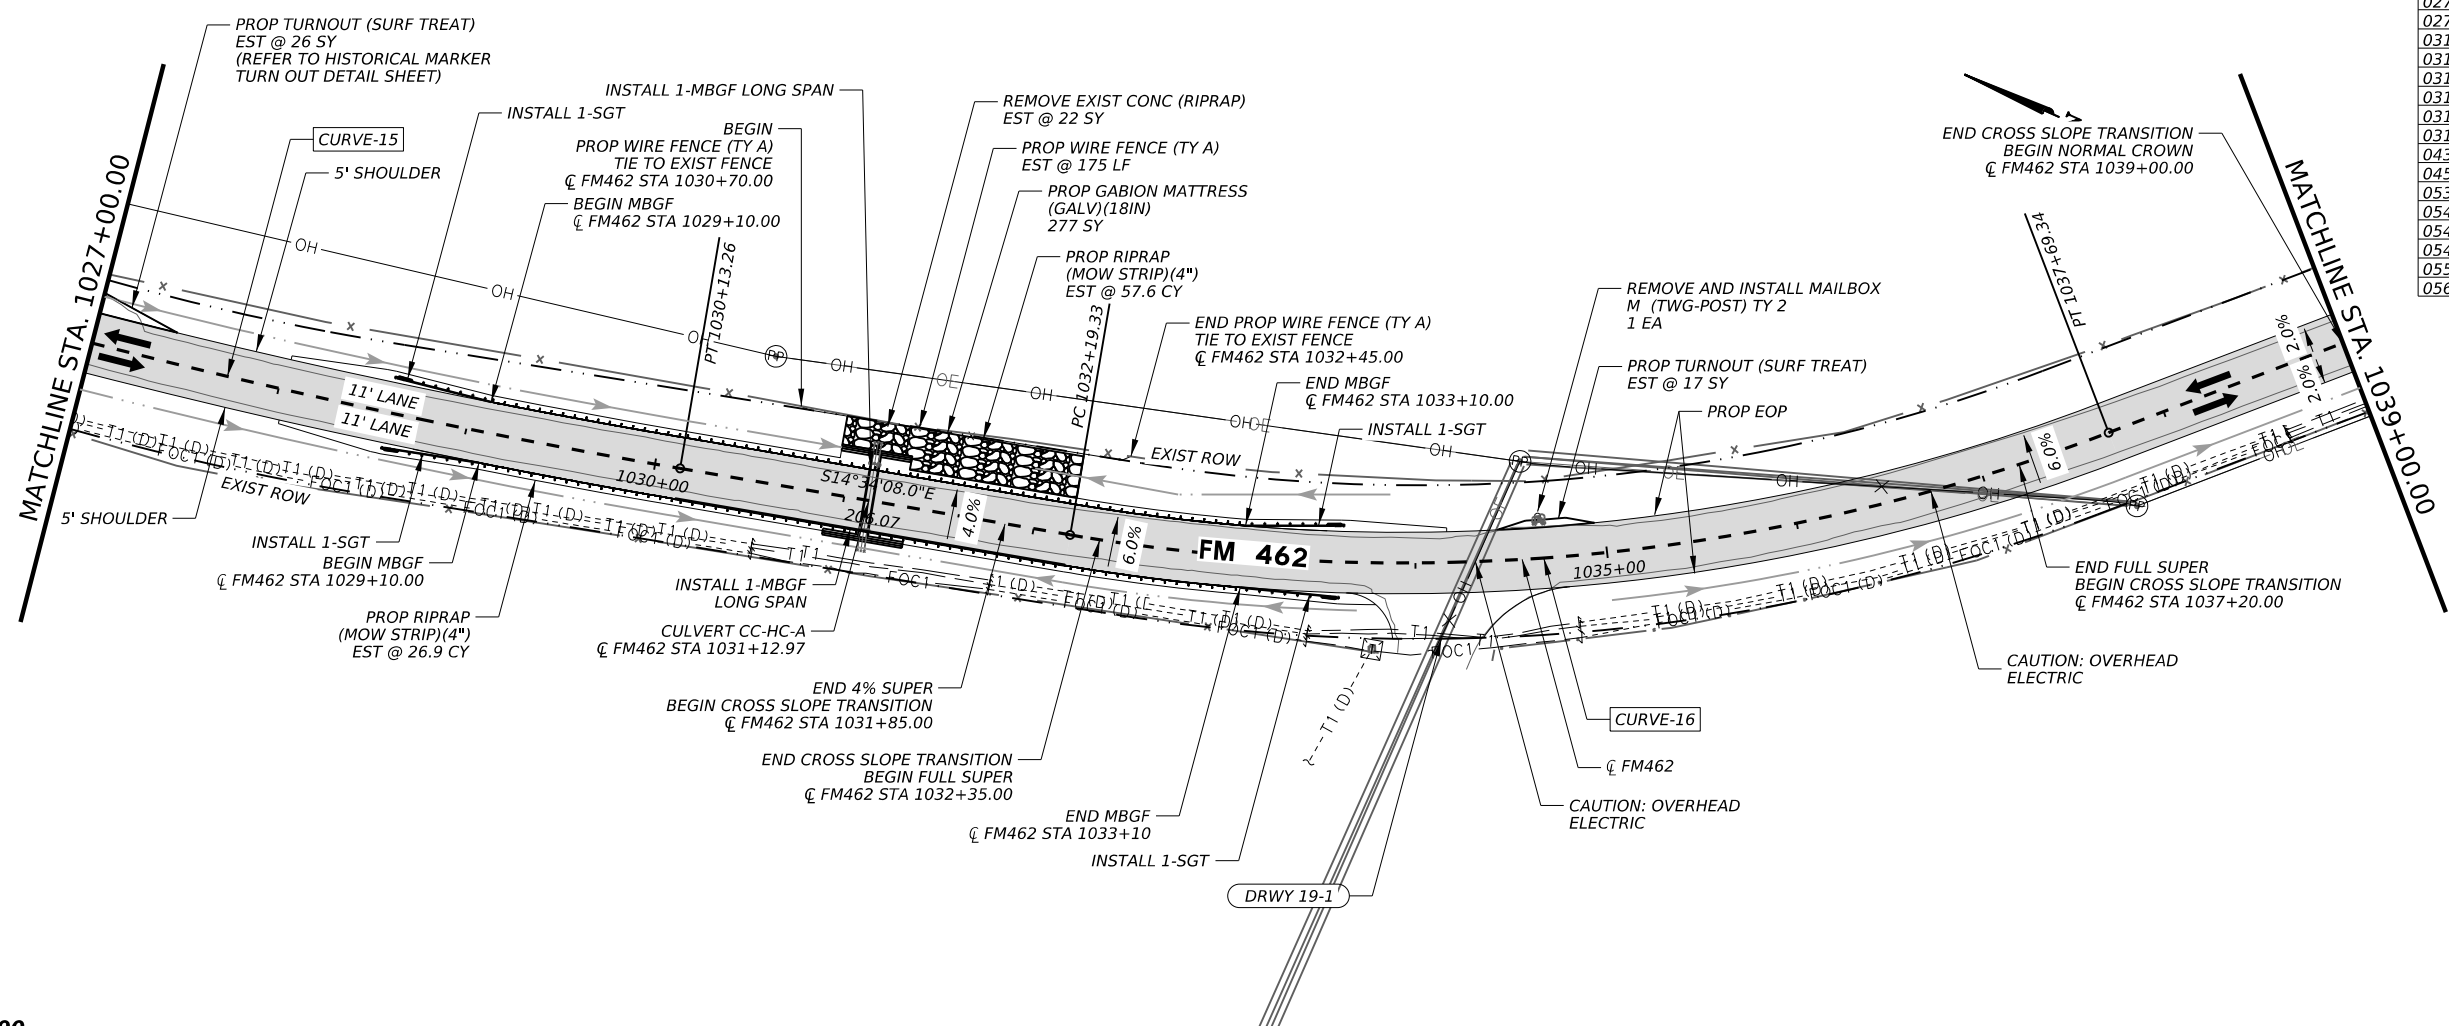 PROP TURNOUT (SURF TREAT)
EST @ 26 SY
(REFER TO HISTORICAL MARKER
TURN OUT DETAIL SHEET)
INSTALL 1-SGT
CURVE-15
5' SHOULDER
INSTALL 1-MBGF LONG SPAN
BEGIN
PROP WIRE FENCE (TY A)
TIE TO EXIST FENCE
℄ FM462 STA 1030+70.00
BEGIN MBGF
℄ FM462 STA 1029+10.00
REMOVE EXIST CONC (RIPRAP)
EST @ 22 SY
PROP WIRE FENCE (TY A)
EST @ 175 LF
PROP GABION MATTRESS
(GALV)(18IN)
277 SY
PROP RIPRAP
(MOW STRIP)(4")
EST @ 57.6 CY
END PROP WIRE FENCE (TY A)
TIE TO EXIST FENCE
℄ FM462 STA 1032+45.00
END MBGF
℄ FM462 STA 1033+10.00
INSTALL 1-SGT
REMOVE AND INSTALL MAILBOX
M (TWG-POST) TY 2
1 EA
PROP TURNOUT (SURF TREAT)
EST @ 17 SY
PROP EOP
END CROSS SLOPE TRANSITION
BEGIN NORMAL CROWN
℄ FM462 STA 1039+00.00
MATCHLINE STA. 1027+00.00
MATCHLINE STA. 1039+00.00
PT 1030+13.26
PC 1032+19.33
PT 1037+69.34
11' LANE
11' LANE
1030+00
S14°34'08.0"E
206.07
4.0%
6.0%
FM 462
1035+00
6.0%
2.0%
2.0%
EXIST ROW
EXIST ROW
OH
OH
PP
OH
OE
OH
OH
OH
OH
OH
5' SHOULDER
INSTALL 1-SGT
BEGIN MBGF
℄ FM462 STA 1029+10.00
PROP RIPRAP
(MOW STRIP)(4")
EST @ 26.9 CY
INSTALL 1-MBGF
LONG SPAN
CULVERT CC-HC-A
℄ FM462 STA 1031+12.97
END 4% SUPER
BEGIN CROSS SLOPE TRANSITION
℄ FM462 STA 1031+85.00
END CROSS SLOPE TRANSITION
BEGIN FULL SUPER
℄ FM462 STA 1032+35.00
END MBGF
℄ FM462 STA 1033+10
INSTALL 1-SGT
DRWY 19-1
T1 (D)
CURVE-16
℄ FM462
CAUTION: OVERHEAD
ELECTRIC
CAUTION: OVERHEAD
ELECTRIC
END FULL SUPER
BEGIN CROSS SLOPE TRANSITION
℄ FM462 STA 1037+20.00